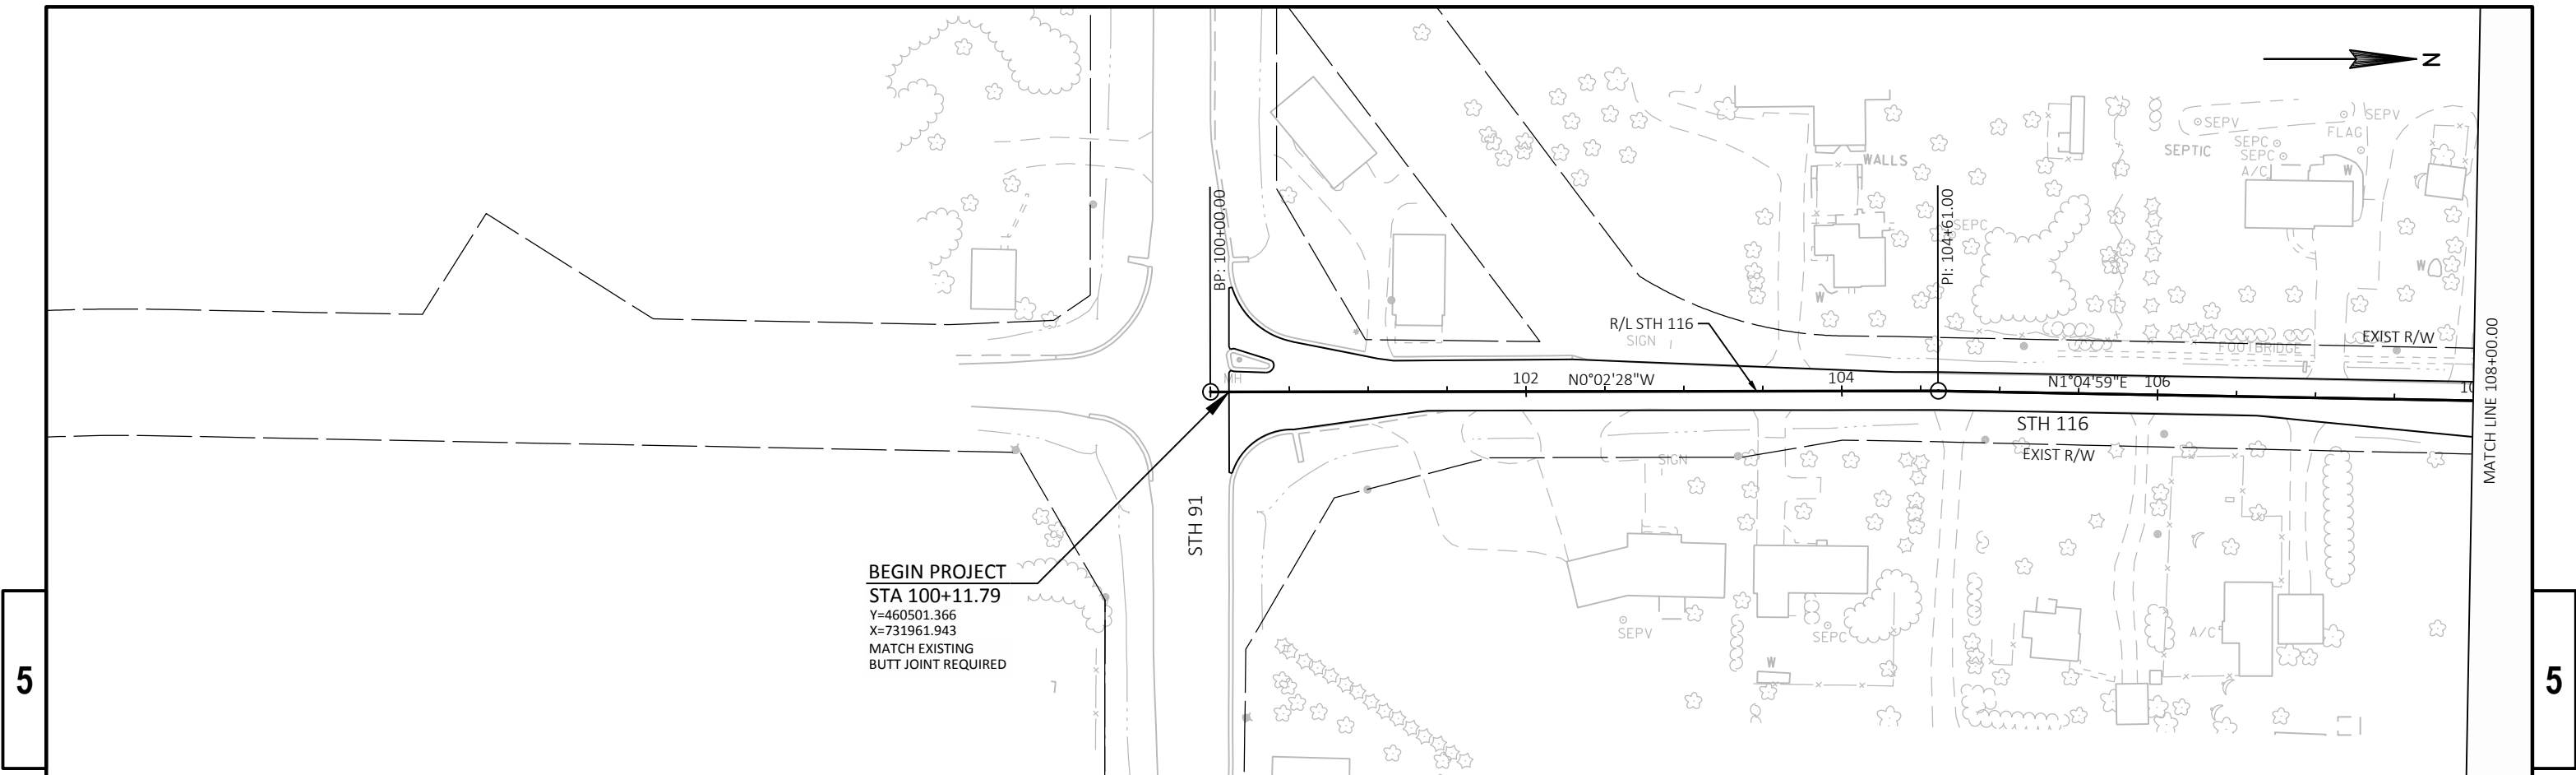 N
SEPV
SEPV
FLAG
SEPTIC
SEPC
SEPC
A/C
WALLS
W
BP: 100+00.00
PI: 104+61.00
SEPC
W
W
R/L STH 116
SIGN
EXIST R/W
FOOTBRIDGE
MATCH LINE 108+00.00
MH
102
N0°02'28"W
104
N1°04'59"E
106
STH 116
EXIST R/W
SIGN
STH 91
BEGIN PROJECT
STA 100+11.79
Y=460501.366
X=731961.943
MATCH EXISTING
BUTT JOINT REQUIRED
SEPV
SEPC
A/C
W
5
5